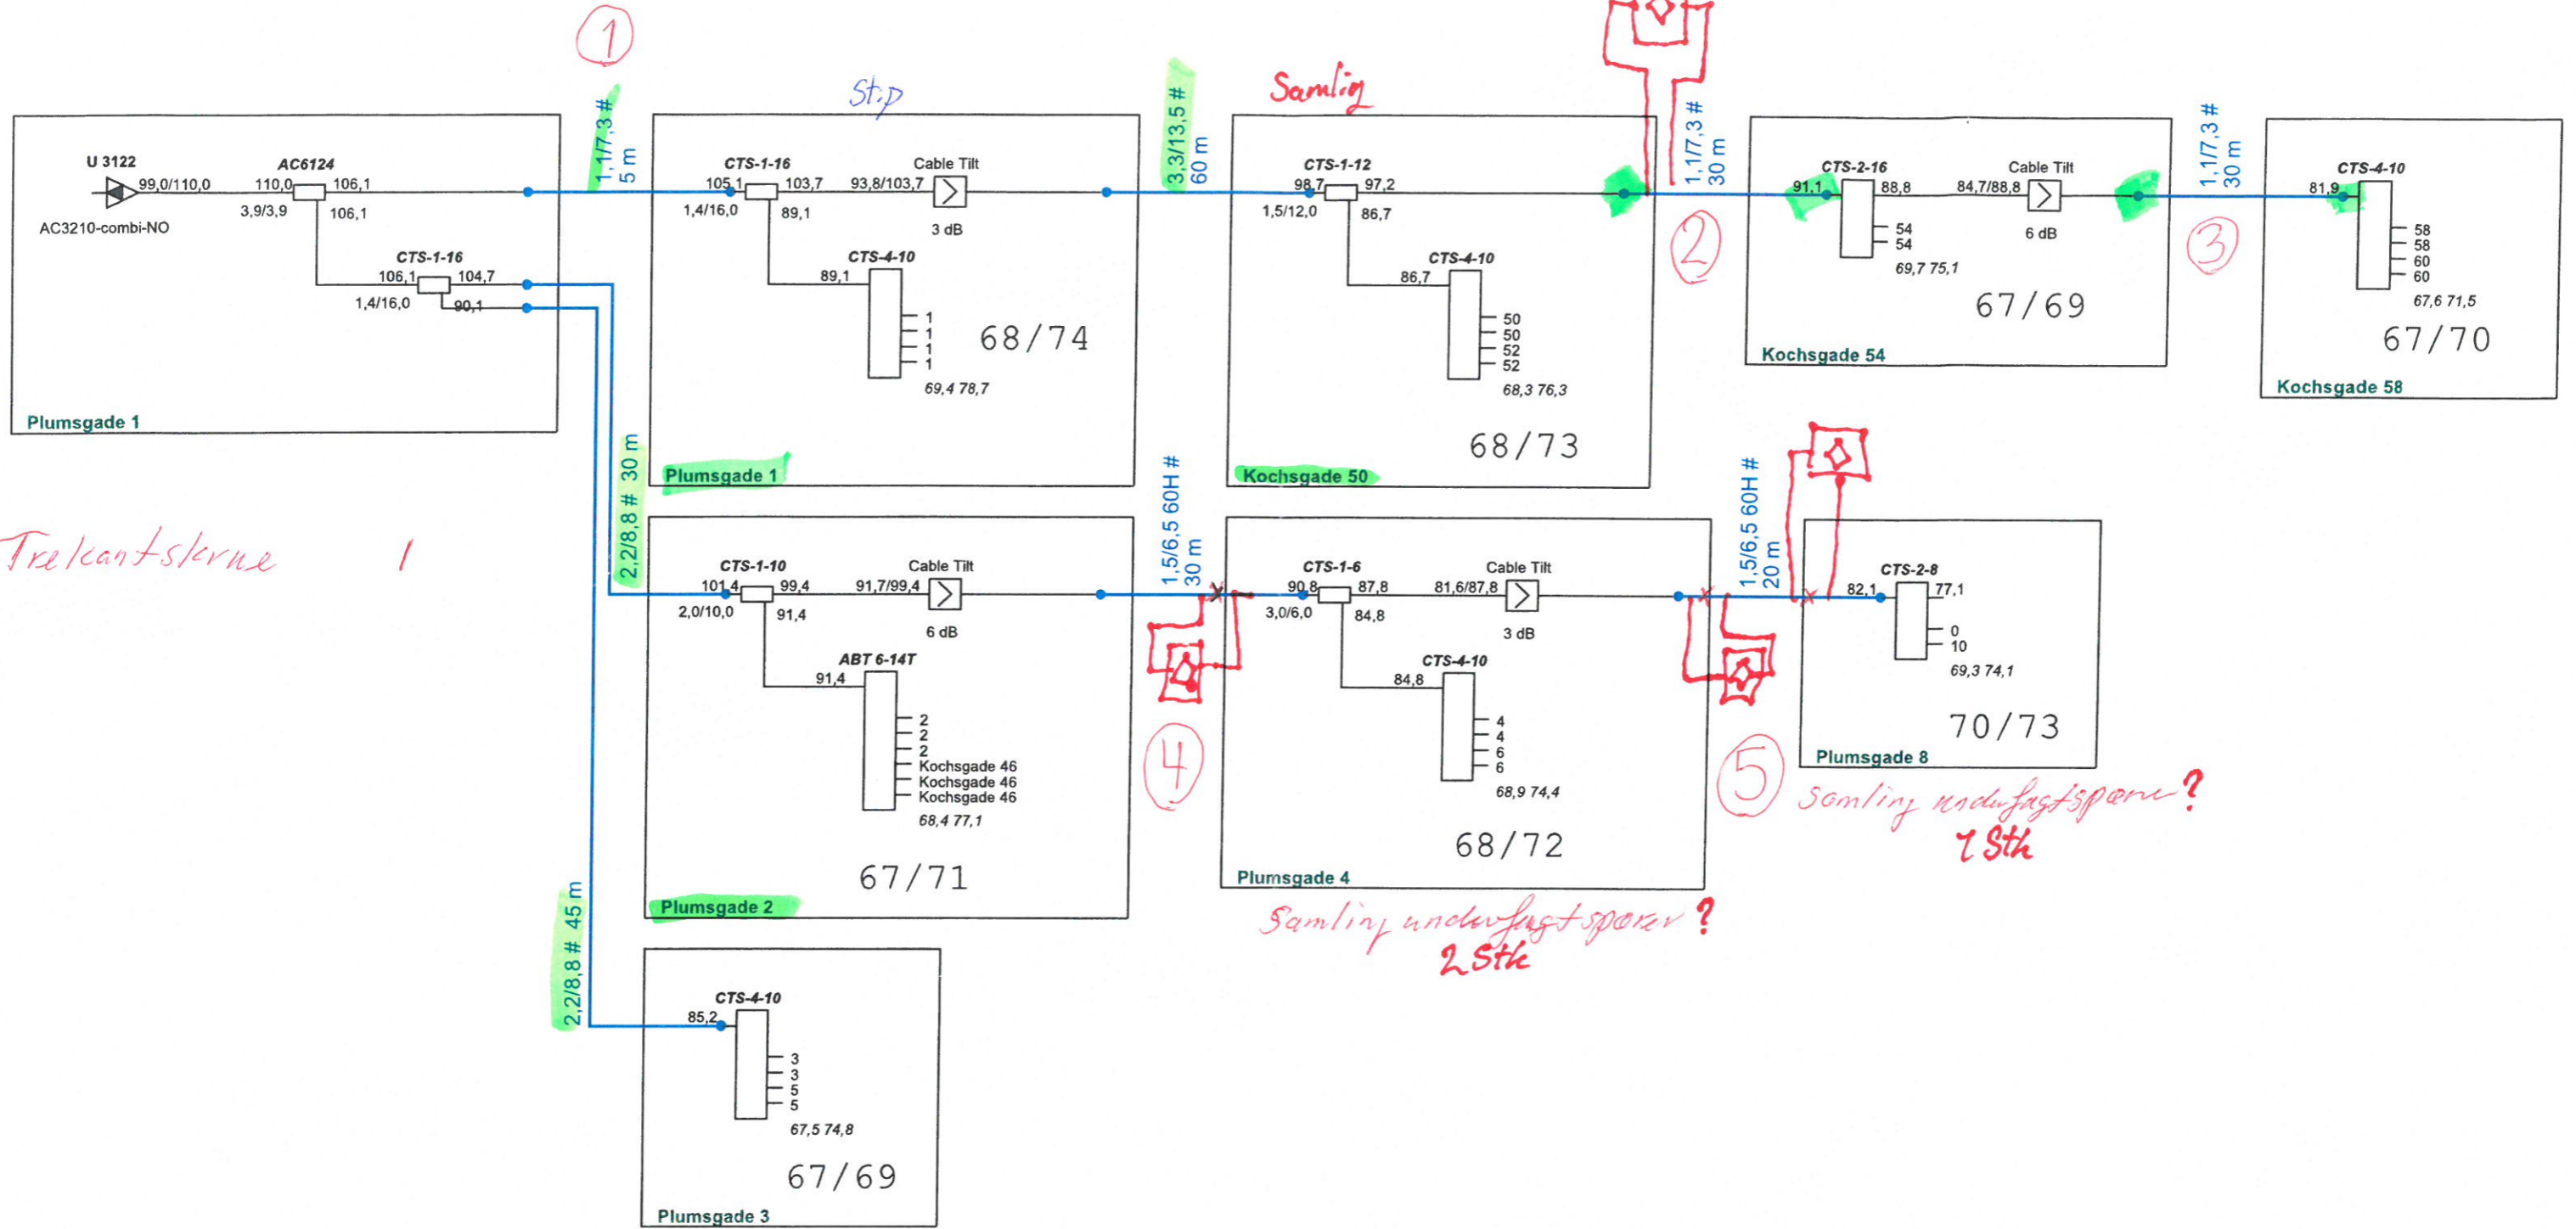 1
Stip
Samling
U 3122
99,0/110,0
AC3210-combi-NO
AC6124
110,0
106,1
3,9/3,9
106,1
CTS-1-16
106,1
104,7
1,4/16,0
90,1
Plumsgade 1
1,1/7,3 #
5 m
CTS-1-16
105,1
103,7
1,4/16,0
89,1
93,8/103,7
Cable Tilt
3 dB
CTS-4-10
89,1
1
1
1
1
69,4 78,7
68/74
Plumsgade 1
3,3/13,5 #
60 m
CTS-1-12
98,7
97,2
1,5/12,0
86,7
CTS-4-10
86,7
50
50
52
52
68,3 76,3
68/73
Kochsgade 50
1,1/7,3 #
30 m
2
CTS-2-16
91,1
88,8
84,7/88,8
Cable Tilt
6 dB
54
54
69,7 75,1
67/69
Kochsgade 54
1,1/7,3 #
30 m
3
CTS-4-10
81,9
58
58
60
60
67,6 71,5
67/70
Kochsgade 58
1
2,2/8,8 # 30 m
CTS-1-10
101,4
99,4
2,0/10,0
91,4
91,7/99,4
Cable Tilt
6 dB
ABT 6-14T
91,4
2
2
2
Kochsgade 46
Kochsgade 46
Kochsgade 46
68,4 77,1
67/71
Plumsgade 2
1,5/6,5 60H #
30 m
4
CTS-1-6
90,8
87,8
3,0/6,0
84,8
81,6/87,8
Cable Tilt
3 dB
CTS-4-10
84,8
4
4
6
6
68,9 74,4
68/72
Plumsgade 4
Samling underfagtsporer ?
2 Stk
1,5/6,5 60H #
20 m
5
CTS-2-8
82,1
77,1
0
10
69,3 74,1
70/73
Plumsgade 8
?
1 Stk
2,2/8,8 # 45 m
CTS-4-10
85,2
3
3
5
5
67,5 74,8
67/69
Plumsgade 3